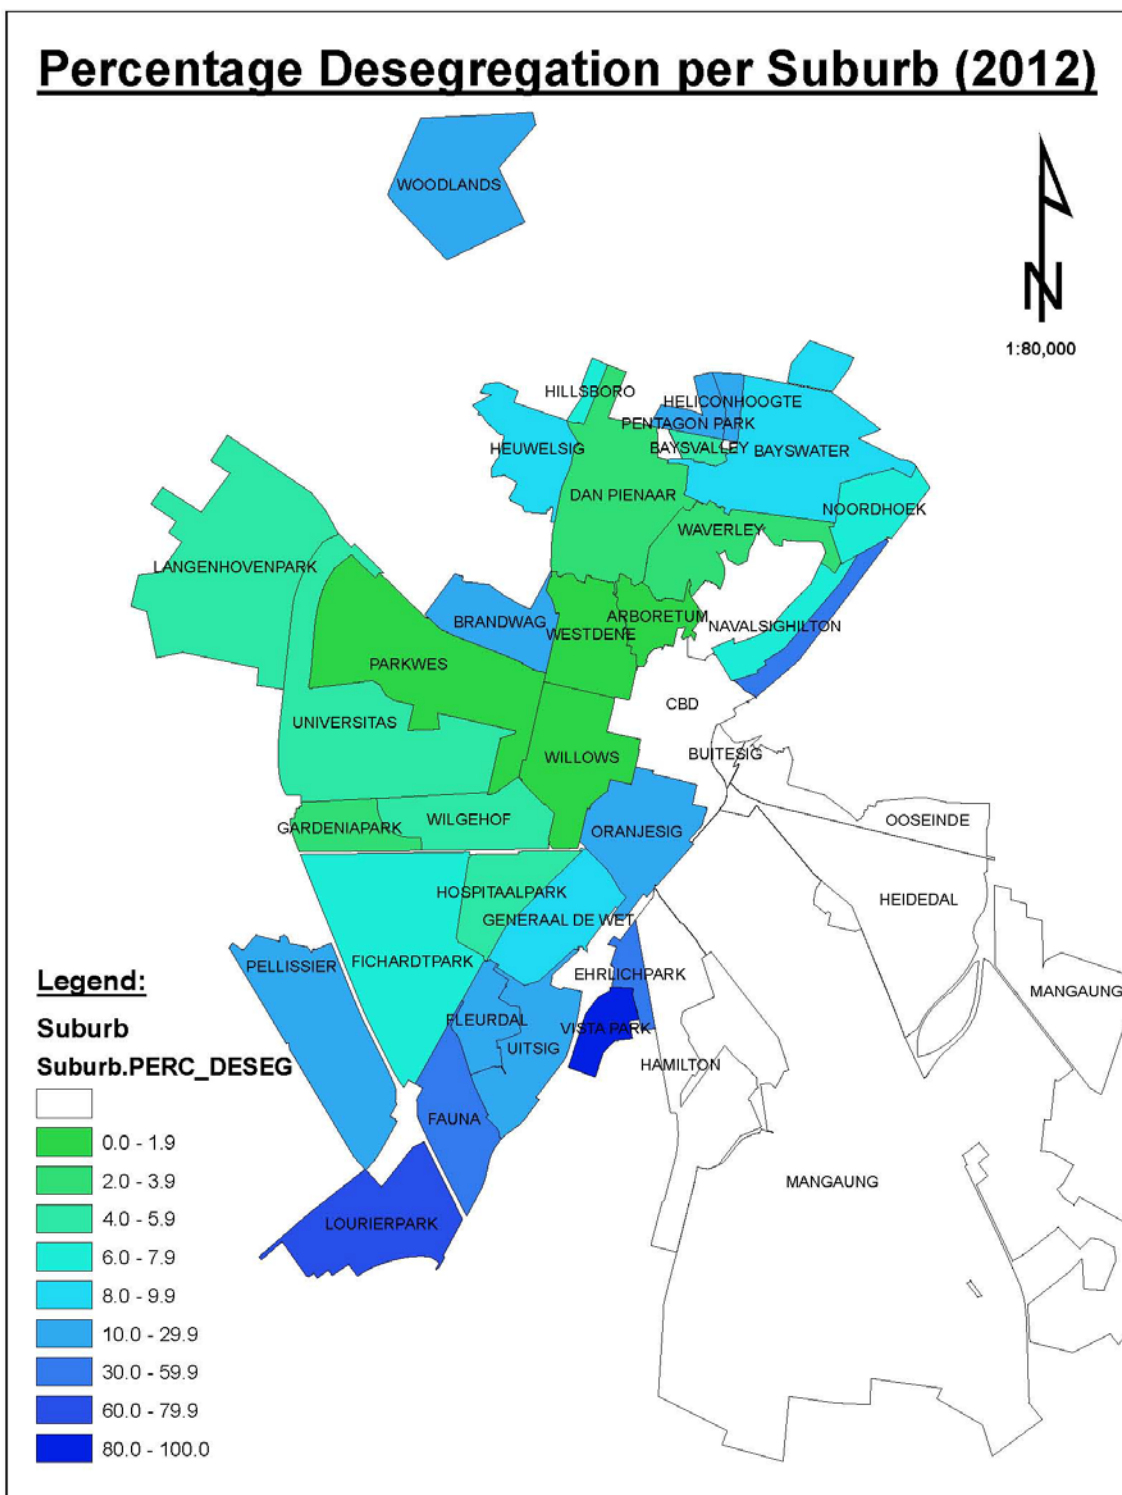 Percentage Desegregation per Suburb (2012)
WOODLANDS
N
1:80,000
HILLSBORO
HELICONHOOGTE
PENTAGON PARK
HEUWELSIG
BAYSVALLEY
BAYSWATER
DAN PIENAAR
NOORDHOEK
WAVERLEY
LANGENHOVENPARK
BRANDWAG
ARBORETUM
WESTDENE
NAVALSIGHILTON
PARKWES
CBD
UNIVERSITAS
WILLOWS
BUITESIG
GARDENIAPARK
WILGEHOF
ORANJESIG
OOSEINDE
HOSPITAALPARK
HEIDEDAL
GENERAAL DE WET
PELLISSIER
FICHARDTPARK
EHRLICHPARK
MANGAUNG
FLEURDAL
VISTA PARK
UITSIG
HAMILTON
FAUNA
MANGAUNG
LOURIERPARK
Legend:
Suburb
Suburb.PERC_DESEG
0.0 - 1.9
2.0 - 3.9
4.0 - 5.9
6.0 - 7.9
8.0 - 9.9
10.0 - 29.9
30.0 - 59.9
60.0 - 79.9
80.0 - 100.0